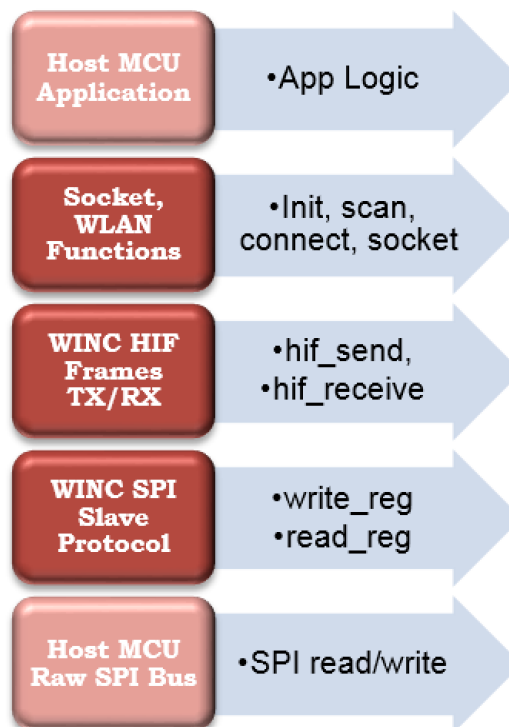 Host MCU
Application
•App Logic
Socket,
WLAN
Functions
•Init, scan,
connect, socket
WINC HIF
Frames
TX/RX
•hif_send,
•hif_receive
WINC SPI
Slave
Protocol
•write_reg
•read_reg
Host MCU
Raw SPI Bus
•SPI read/write